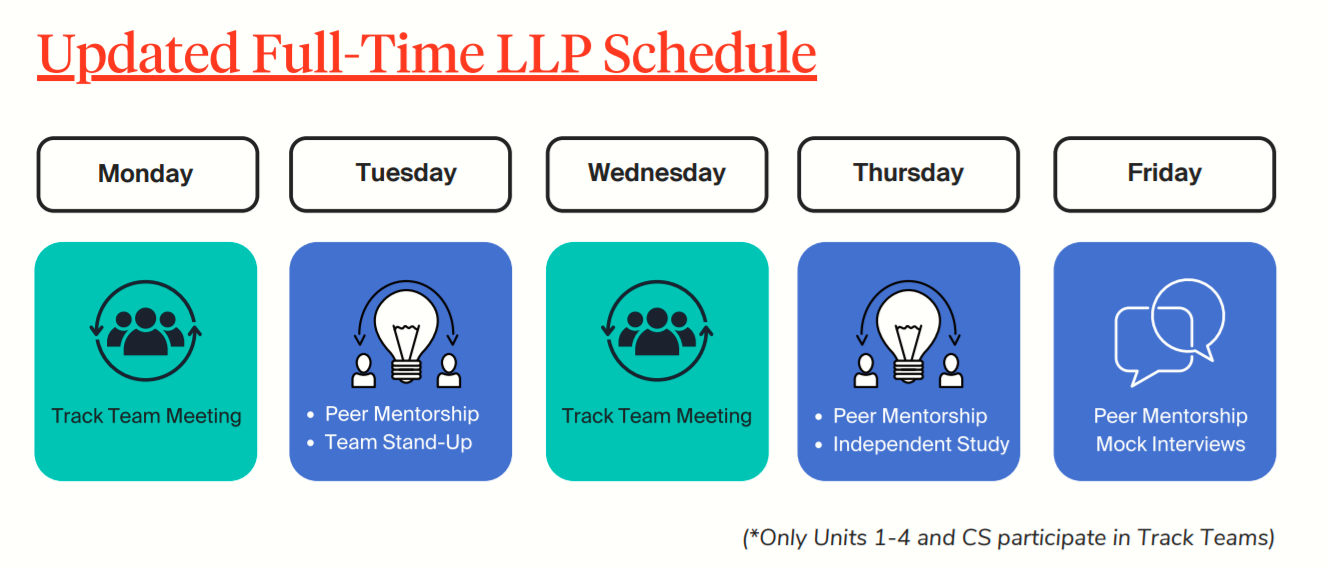 Updated Full-Time LLP Schedule
Monday
Tuesday
Wednesday
Thursday
Friday
Track Team Meeting
• Peer Mentorship
• Team Stand-Up
Track Team Meeting
• Peer Mentorship
• Independent Study
Peer Mentorship
Mock Interviews
(*Only Units 1-4 and CS participate in Track Teams)